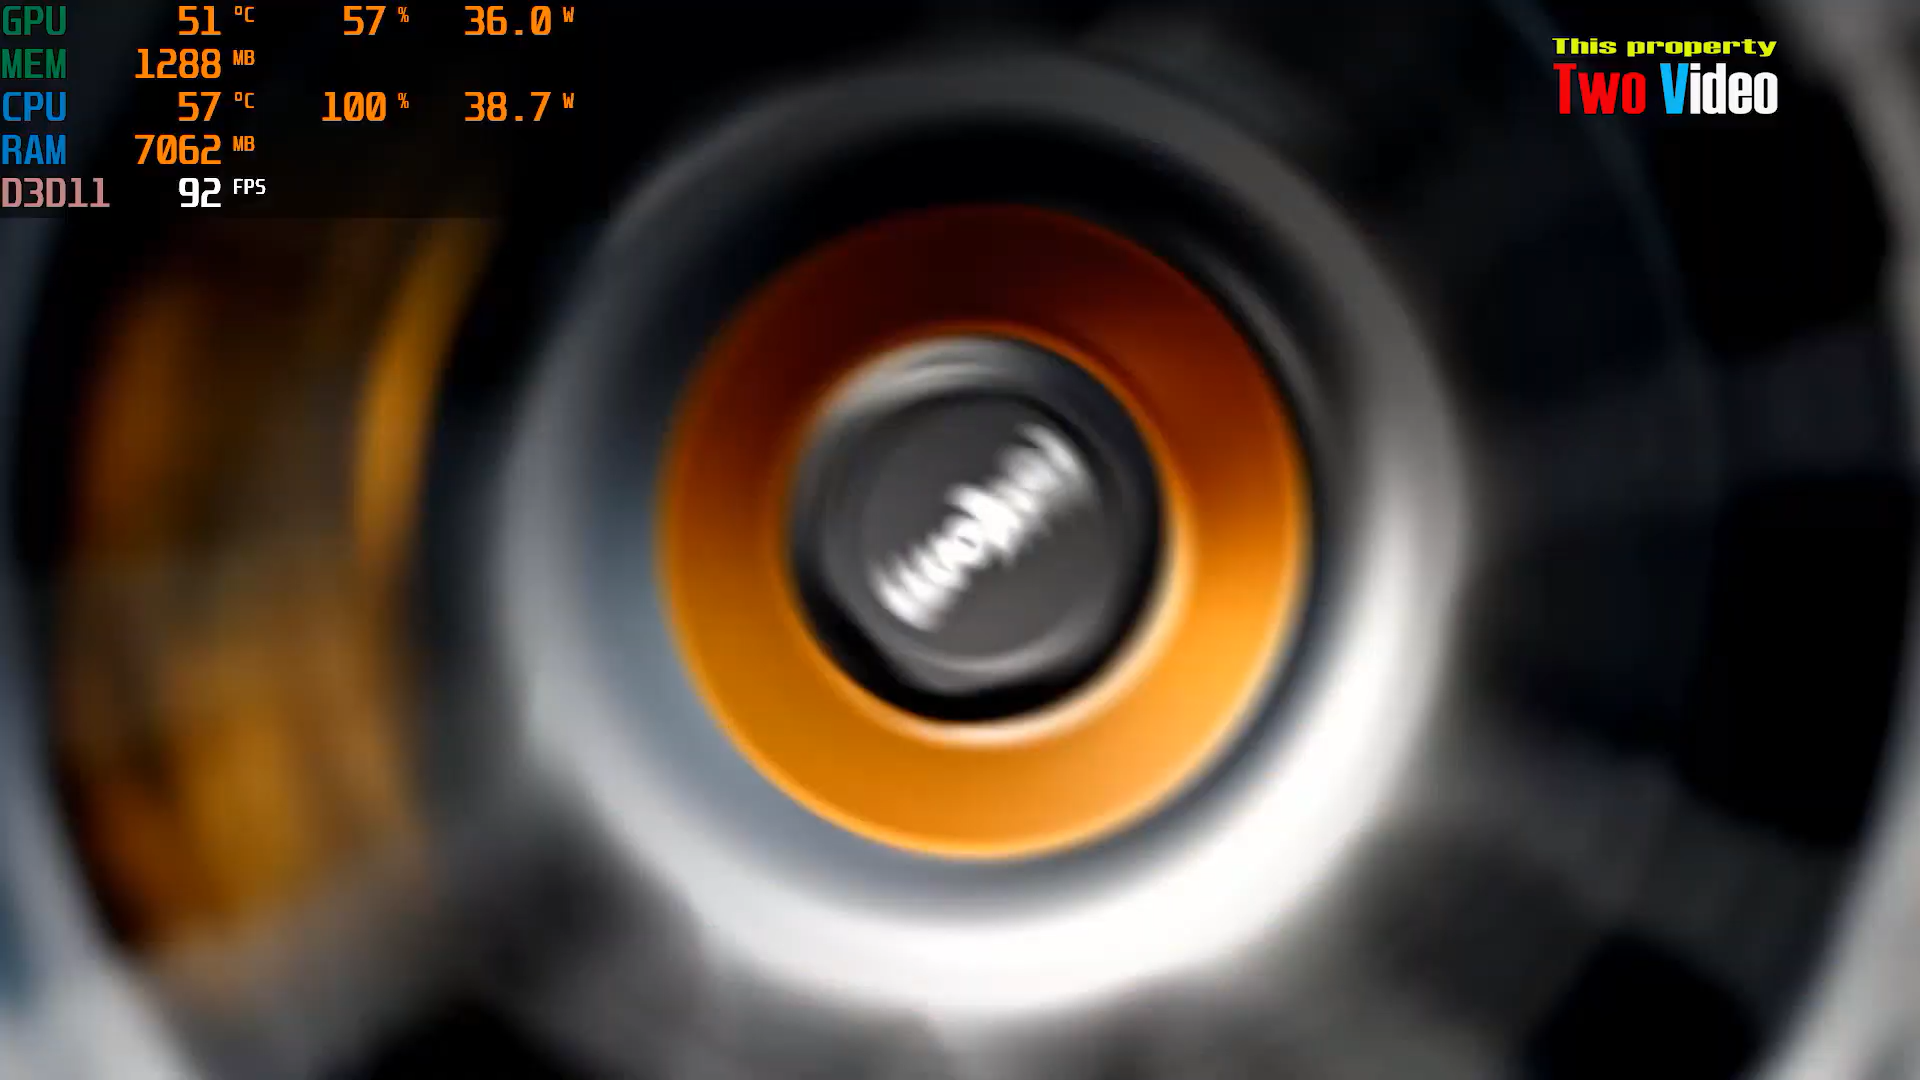 GPU 51 °C 57 % 36.0 W
MEM 1288 MB
CPU 57 °C 100 % 38.7 W
RAM 7062 MB
D3D11 92 FPS
This property
Two Video